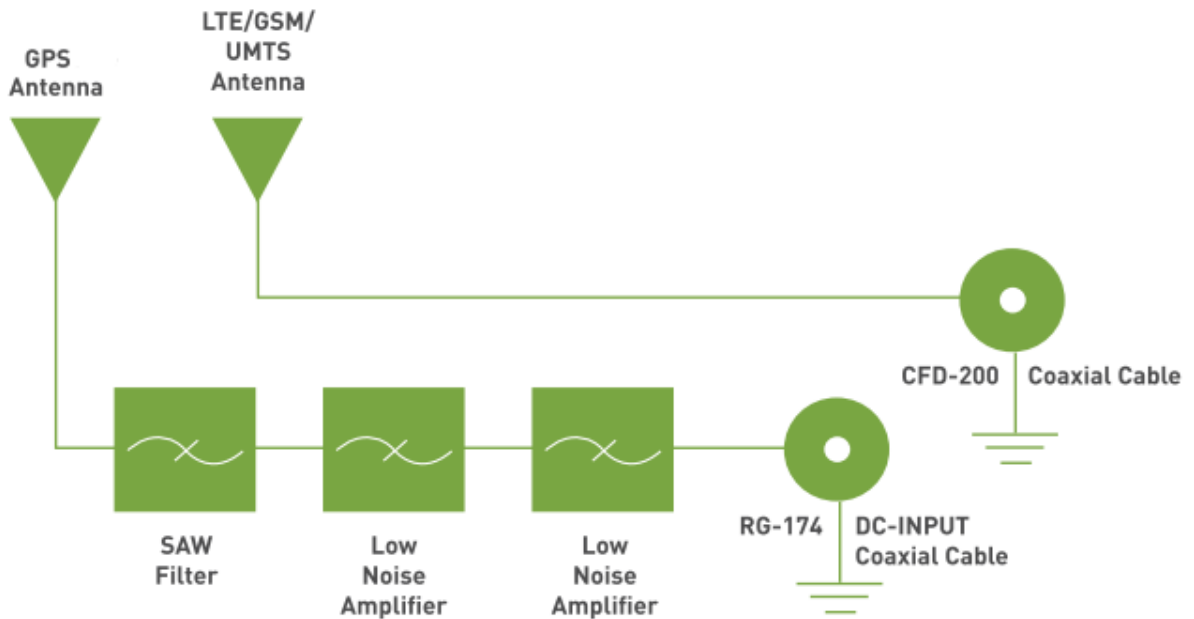 GPS
Antenna
LTE/GSM/
UMTS
Antenna
CFD-200
Coaxial Cable
RG-174
DC-INPUT
Coaxial Cable
SAW
Filter
Low
Noise
Amplifier
Low
Noise
Amplifier